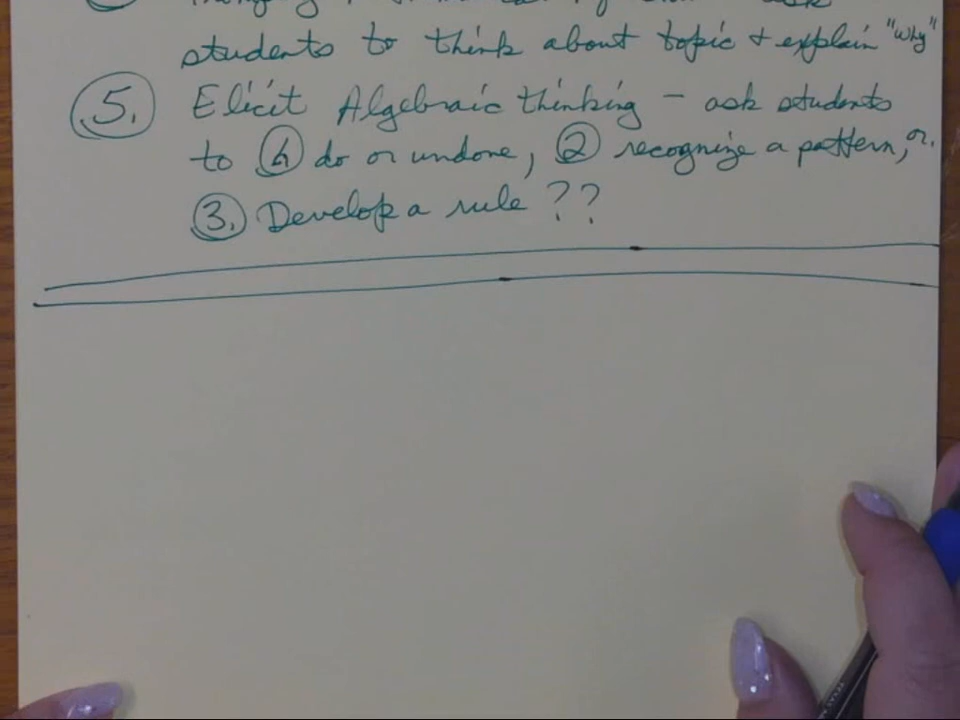 students to think about topic + explain "why"
5. Elicit Algebraic thinking - ask students
to do or undone, 2 recognize a pattern, or
3. Develop a rule ??